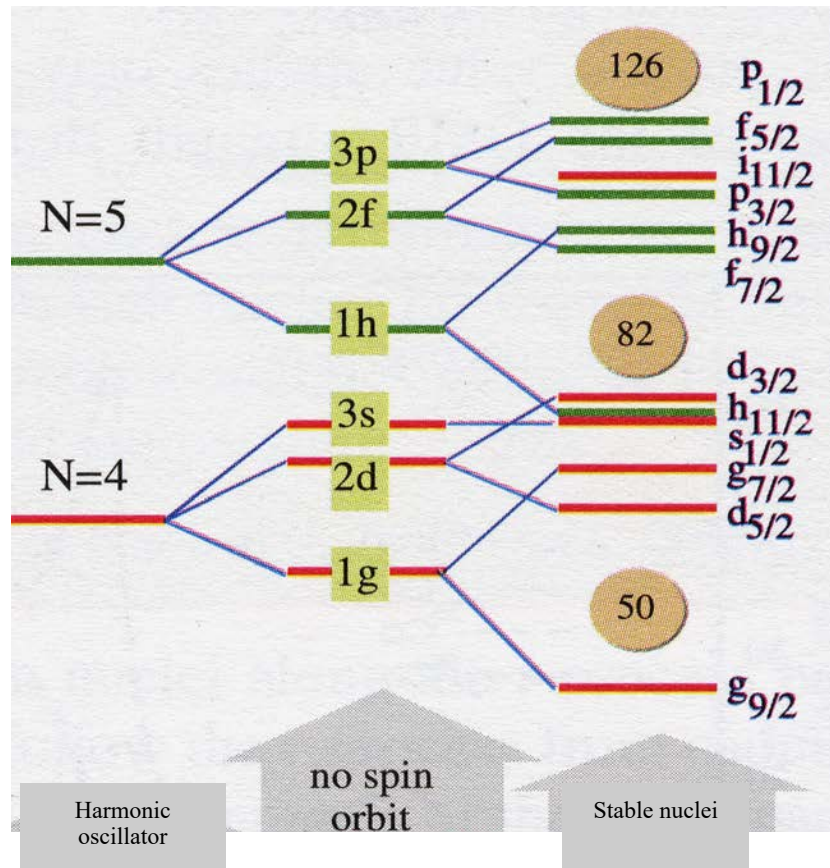 126
p1/2
f5/2
3p
i11/2
p3/2
N=5
2f
h9/2
f7/2
1h
82
d3/2
3s
h11/2
s1/2
N=4
2d
g7/2
d5/2
1g
50
g9/2
no spin
orbit
Harmonic
oscillator
Stable nuclei